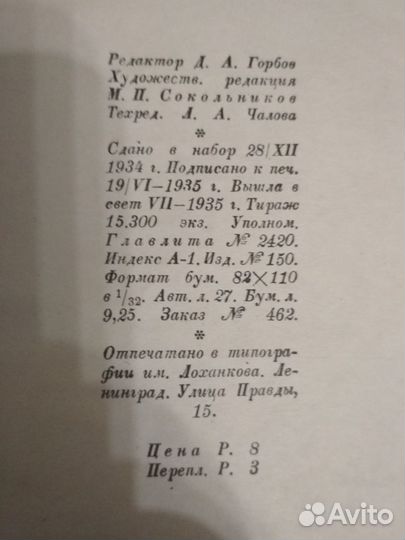 Редактор Д. А. Горбов
Художеств. редакция
М. П. Сокольников
Техред. Л. А. Чалова
*
Сдано в набор 28/XII
1934 г. Подписано к печ.
19/VI—1935 г. Вышла в
свет VII—1935 г. Тираж
15.300 экз. Уполном.
Главлита № 2420.
Индекс А-1. Изд. № 150.
Формат бум. 82×110
в 1/32. Авт. л. 27. Бум. л.
9,25. Заказ № 462.
*
Отпечатано в типогра-
фии им. Лоханкова. Ле-
нинград. Улица Правды,
15.
Цена Р. 8
Перепл. Р. 3
Avito